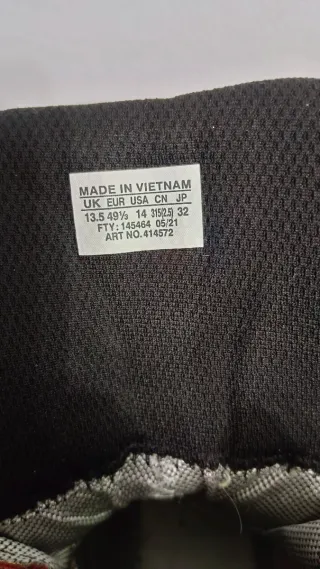 MADE IN VIETNAM
UK EUR USA CN JP
13.5 49⅓ 14 315(2.5) 32
FTY: 145464 05/21
ART NO. 414572